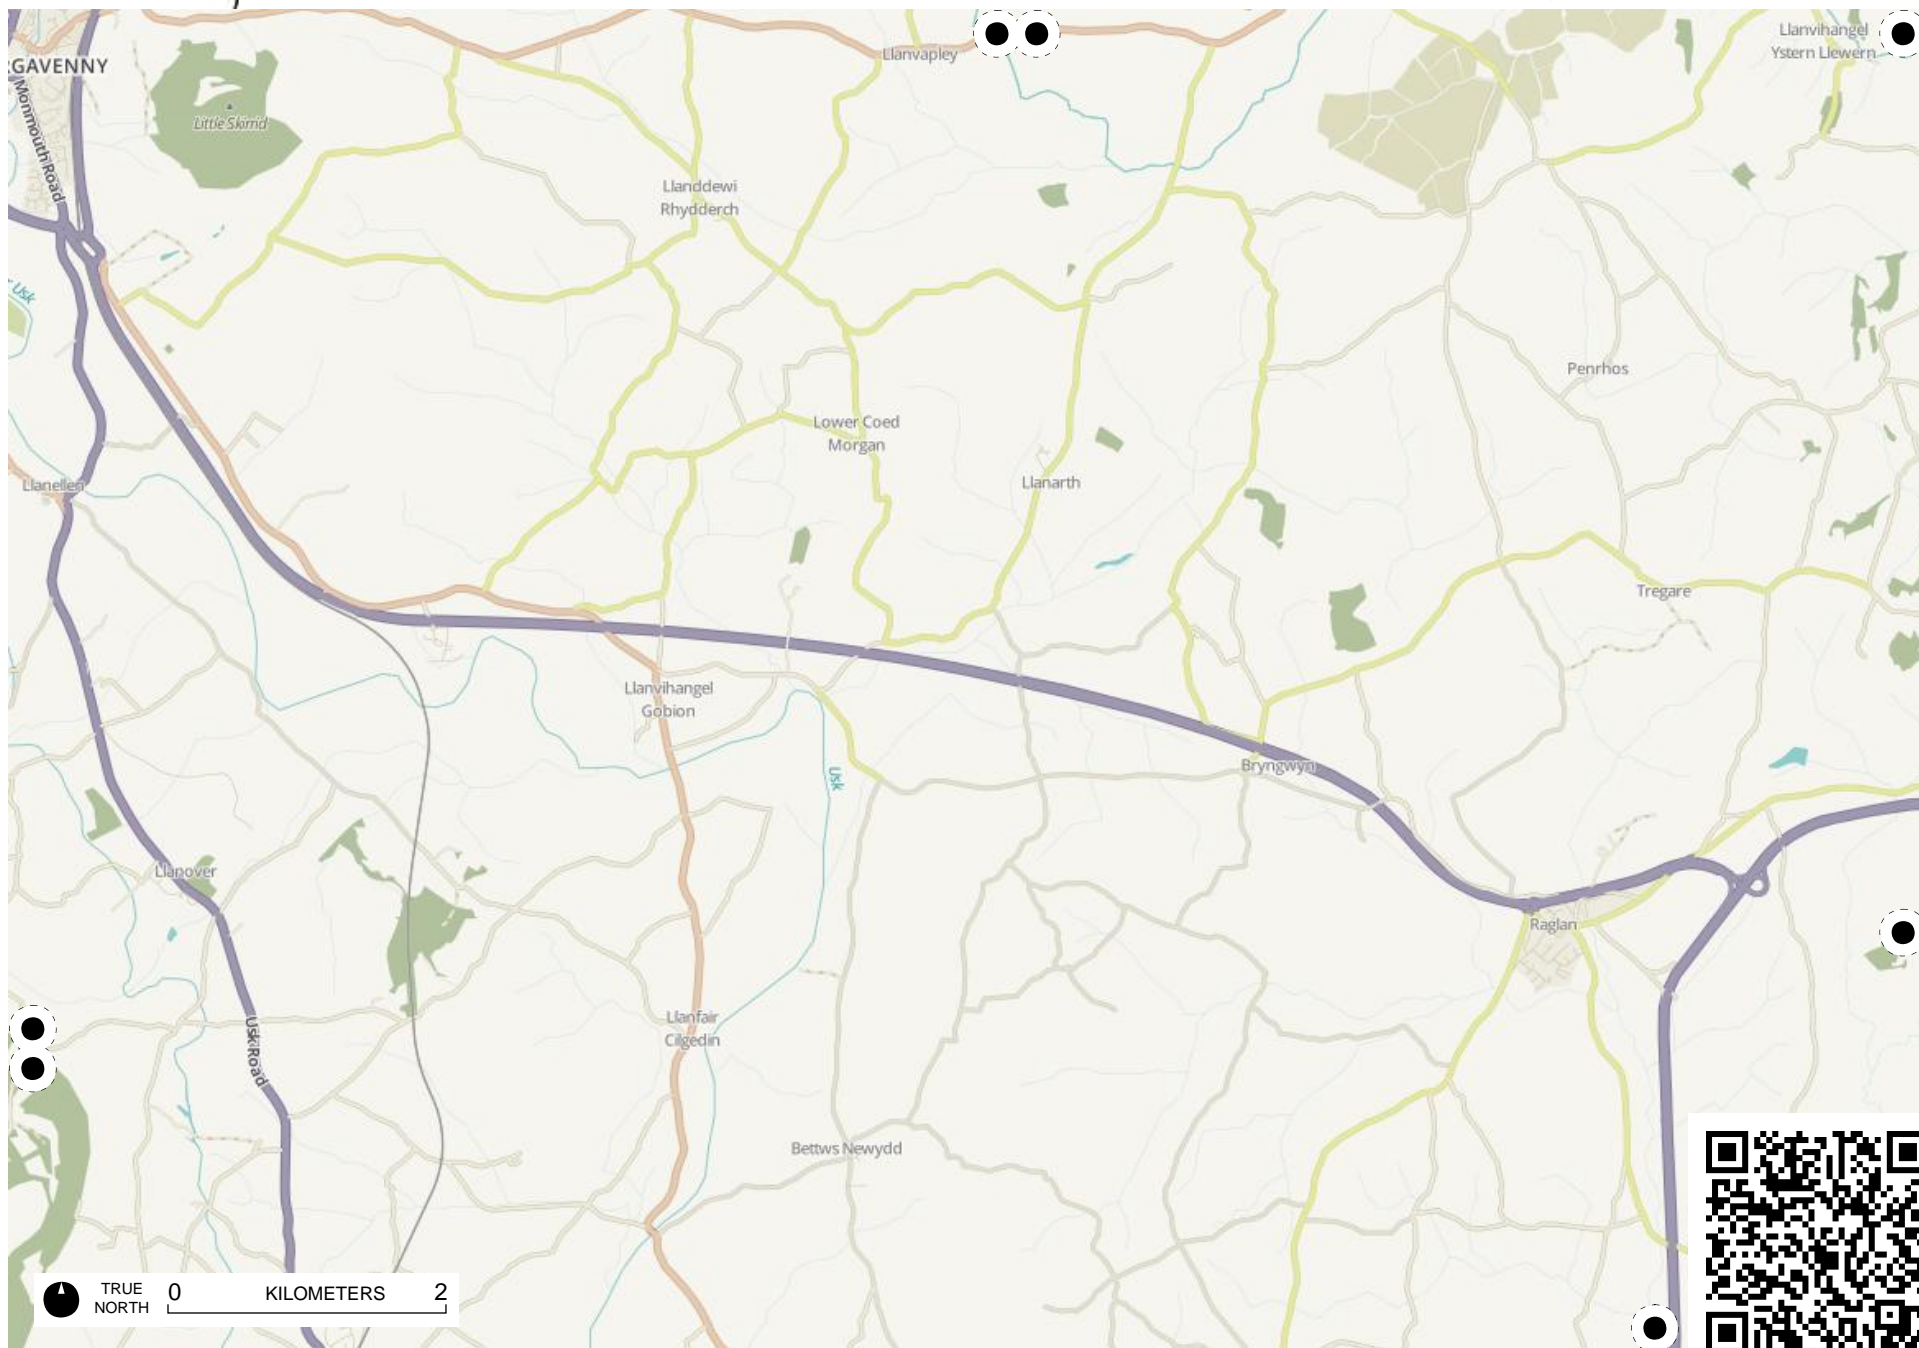 Llanvihangel
Ystern Llewern
Llanvapley
RGAVENNY
Monmouth Road
Little Skirrid
Llanddewi
Rhydderch
Usk
Penrhos
Lower Coed
Morgan
Llanarth
Llanellen
Tregare
Llanvihangel
Gobion
Usk
Bryngwyn
Llanover
Raglan
Llanfair
Cilgedin
Usk Road
Bettws Newydd
TRUE
NORTH
0 KILOMETERS 2